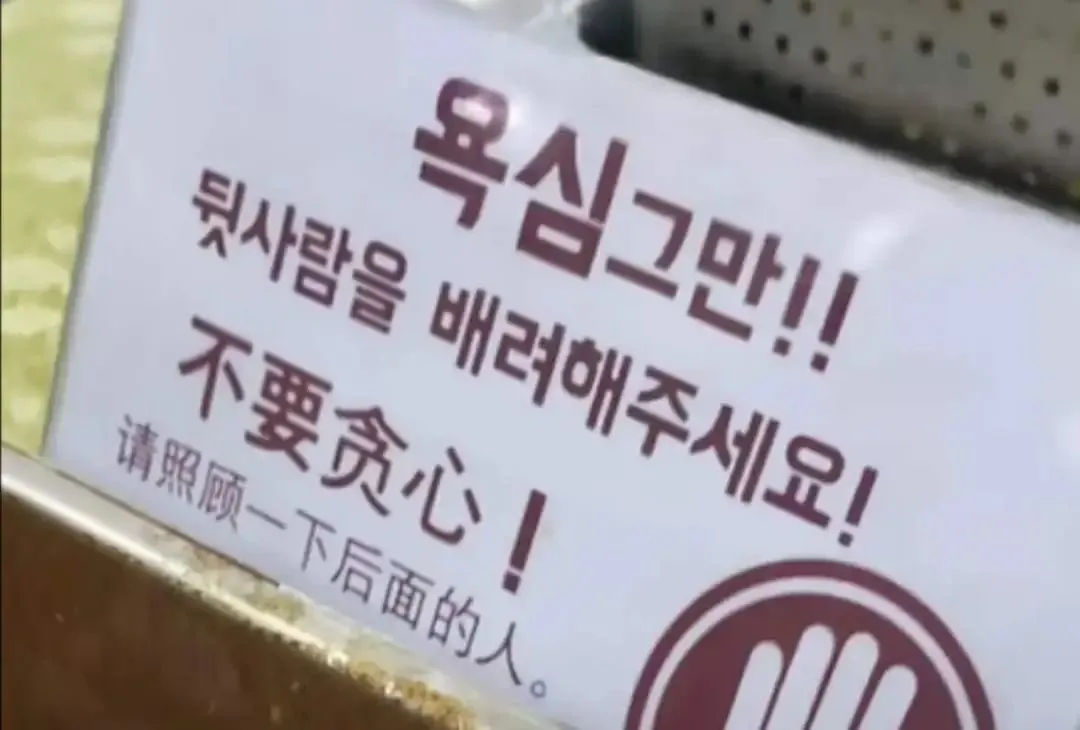 욕심그만!!
뒷사람을 배려해주세요!
不要贪心！
请照顾一下后面的人。